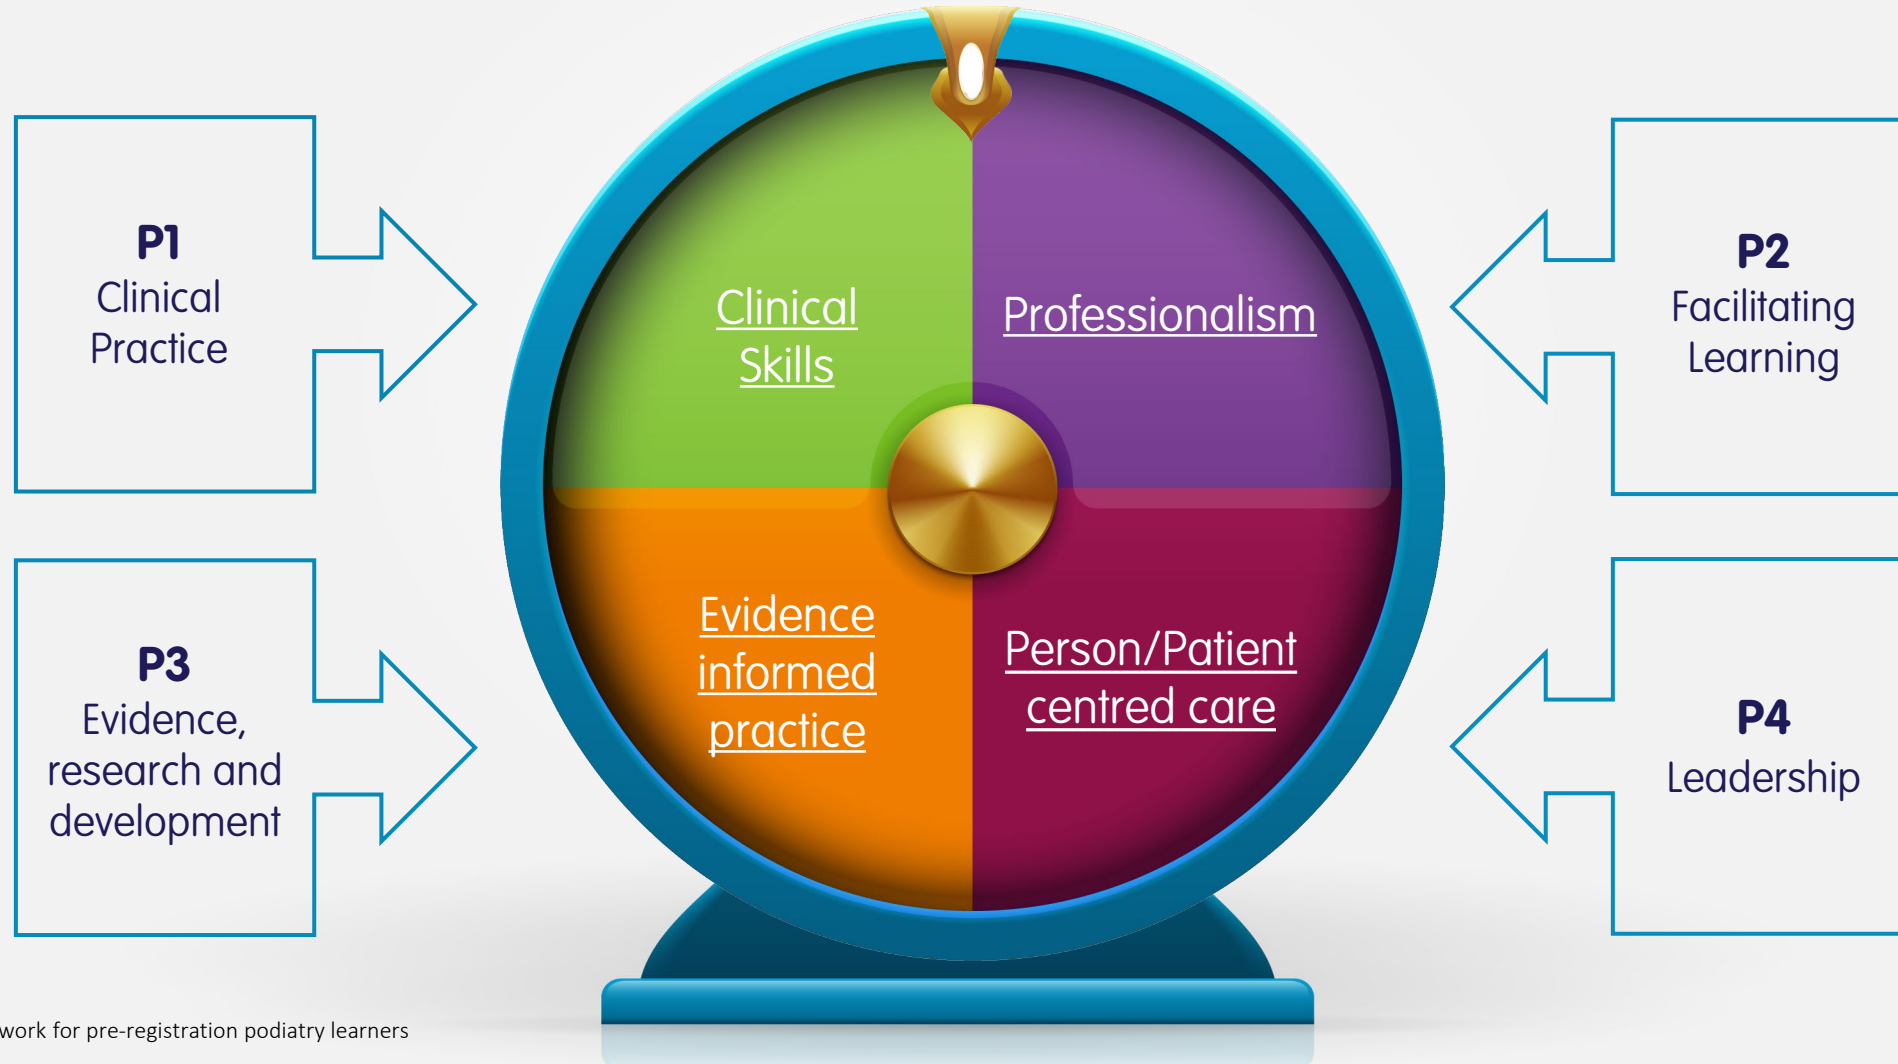 P1
Clinical
Practice
Clinical
Skills
Professionalism
P2
Facilitating
Learning
P3
Evidence,
research and
development
Evidence
informed
practice
Person/Patient
centred care
P4
Leadership
work for pre-registration podiatry learners